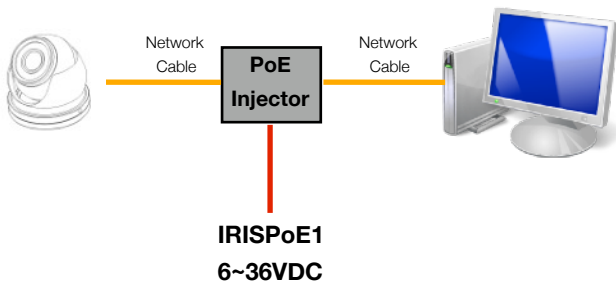 Network
Cable
PoE
Injector
Network
Cable
IRISPoE1
6~36VDC